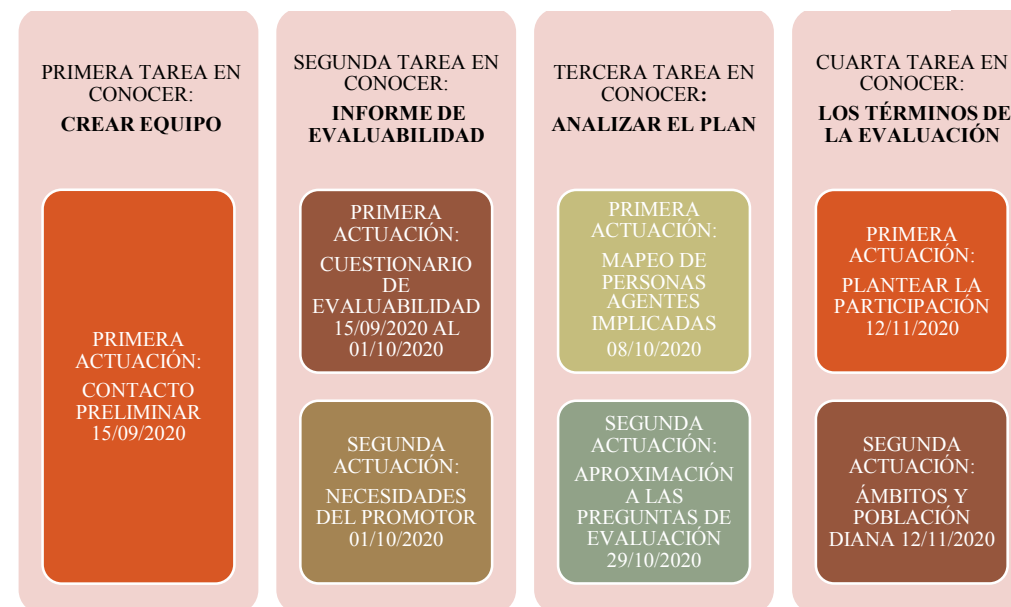 PRIMERA TAREA EN
CONOCER:
CREAR EQUIPO
PRIMERA
ACTUACIÓN:
CONTACTO
PRELIMINAR
15/09/2020
SEGUNDA TAREA EN
CONOCER:
INFORME DE
EVALUABILIDAD
PRIMERA
ACTUACIÓN:
CUESTIONARIO
DE
EVALUABILIDAD
15/09/2020 AL
01/10/2020
SEGUNDA
ACTUACIÓN:
NECESIDADES
DEL PROMOTOR
01/10/2020
TERCERA TAREA EN
CONOCER:
ANALIZAR EL PLAN
PRIMERA
ACTUACIÓN:
MAPEO DE
PERSONAS
AGENTES
IMPLICADAS
08/10/2020
SEGUNDA
ACTUACIÓN:
APROXIMACIÓN
A LAS
PREGUNTAS DE
EVALUACIÓN
29/10/2020
CUARTA TAREA EN
CONOCER:
LOS TÉRMINOS DE
LA EVALUACIÓN
PRIMERA
ACTUACIÓN:
PLANTEAR LA
PARTICIPACIÓN
12/11/2020
SEGUNDA
ACTUACIÓN:
ÁMBITOS Y
POBLACIÓN
DIANA 12/11/2020